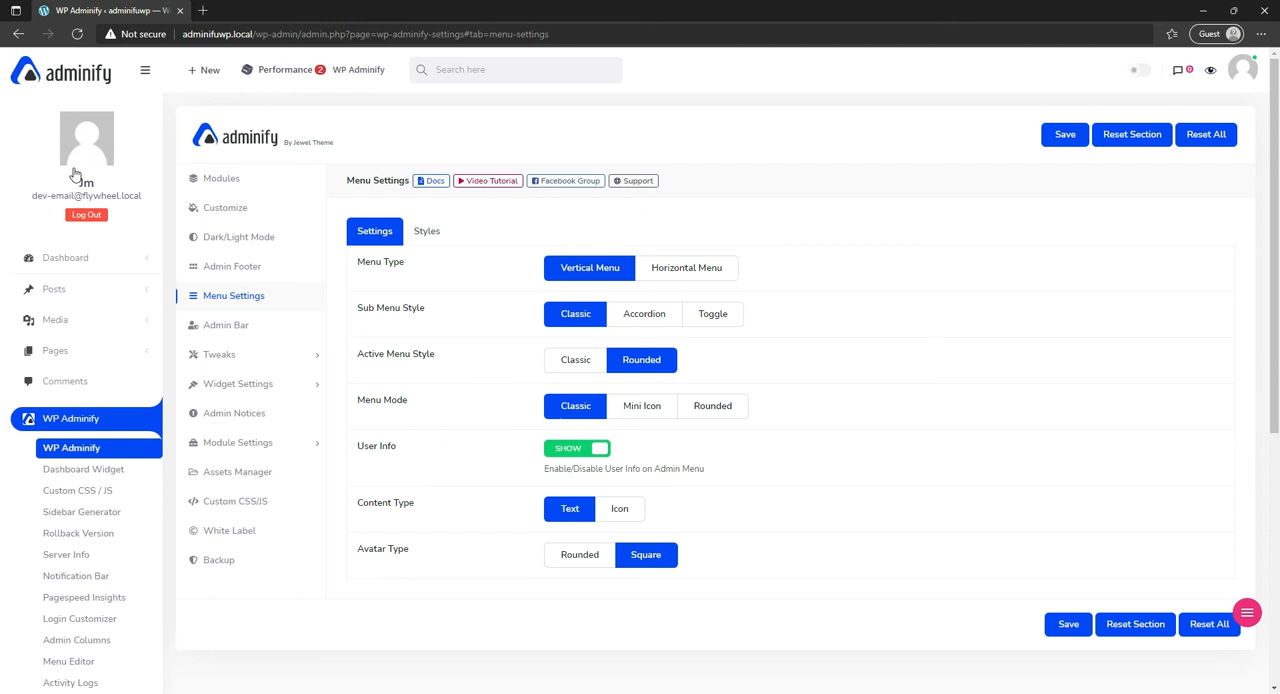 WP Adminify ‹ adminifuwp — W
Not secure
adminifuwp.local/wp-admin/admin.php?page=wp-adminify-settings#tab=menu-settings
Guest
adminify
+ New
Performance 2
WP Adminify
Search here
0
Jm
dev-email@flywheel.local
Log Out
Dashboard
Posts
Media
Pages
Comments
WP Adminify
WP Adminify
Dashboard Widget
Custom CSS / JS
Sidebar Generator
Rollback Version
Server Info
Notification Bar
Pagespeed Insights
Login Customizer
Admin Columns
Menu Editor
Activity Logs
adminify By Jewel Theme
Save
Reset Section
Reset All
Modules
Customize
Dark/Light Mode
Admin Footer
Menu Settings
Admin Bar
Tweaks
Widget Settings
Admin Notices
Module Settings
Assets Manager
Custom CSS/JS
White Label
Backup
Menu Settings Docs Video Tutorial Facebook Group Support
Settings Styles
Menu Type Vertical Menu Horizontal Menu
Sub Menu Style Classic Accordion Toggle
Active Menu Style Classic Rounded
Menu Mode Classic Mini Icon Rounded
User Info SHOW
Enable/Disable User Info on Admin Menu
Content Type Text Icon
Avatar Type Rounded Square
Save Reset Section Reset All